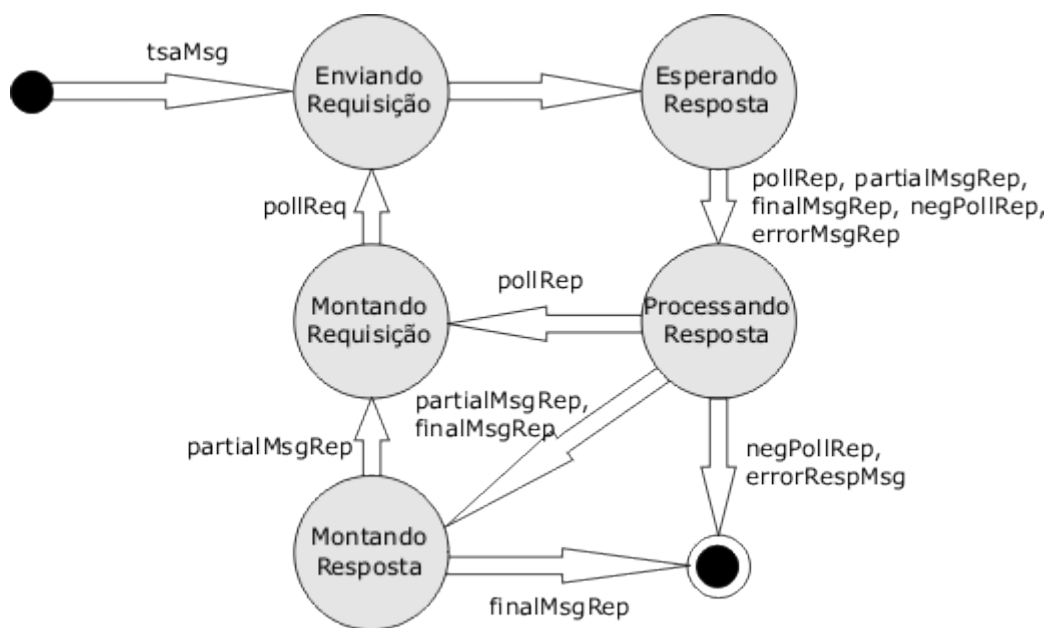 tsaMsg
Enviando
Requisição
Esperando
Resposta
pollReq
pollRep, partialMsgRep,
finalMsgRep, negPollRep,
errorMsgRep
Montando
Requisição
pollRep
Processando
Resposta
partialMsgRep,
finalMsgRep
partialMsgRep
negPollRep,
errorRespMsg
Montando
Resposta
finalMsgRep